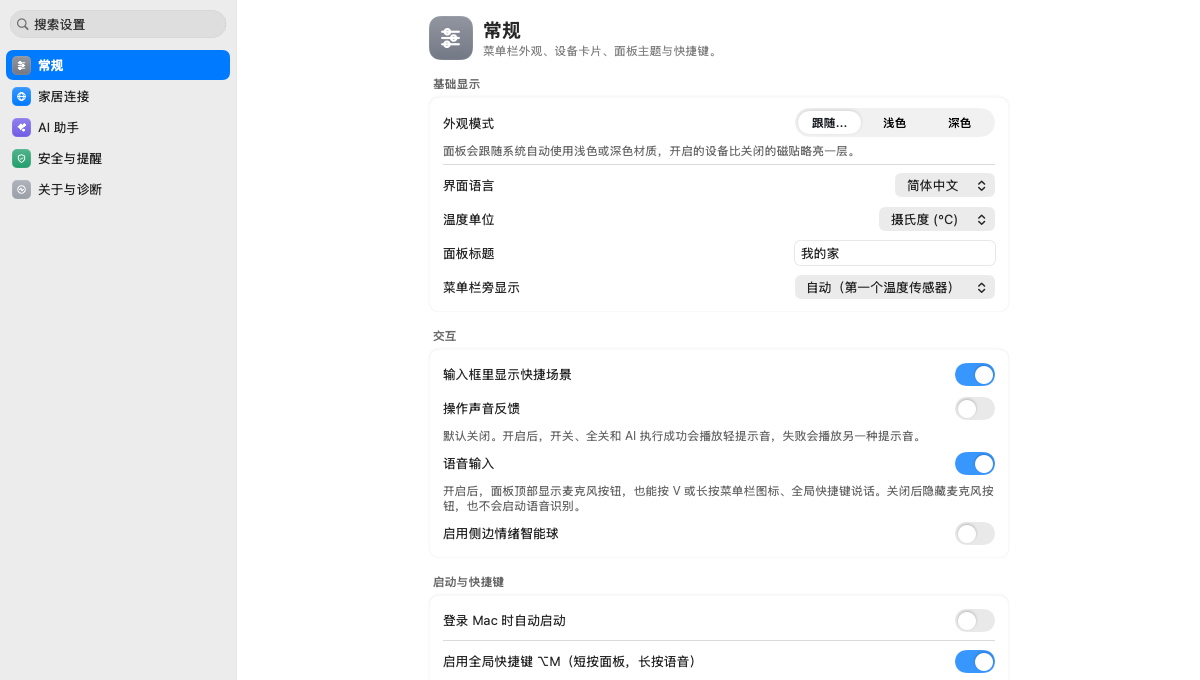 搜索设置
常规
家居连接
AI 助手
安全与提醒
关于与诊断
常规
菜单栏外观、设备卡片、面板主题与快捷键。
基础显示
外观模式
跟随...
浅色
深色
面板会跟随系统自动使用浅色或深色材质，开启的设备比关闭的磁贴略亮一层。
界面语言
简体中文
温度单位
摄氏度 (°C)
面板标题
我的家
菜单栏旁显示
自动（第一个温度传感器）
交互
输入框里显示快捷场景
操作声音反馈
默认关闭。开启后，开关、全关和 AI 执行成功会播放轻提示音，失败会播放另一种提示音。
语音输入
开启后，面板顶部显示麦克风按钮，也能按 V 或长按菜单栏图标、全局快捷键说话。关闭后隐藏麦克风按
钮，也不会启动语音识别。
启用侧边情绪智能球
启动与快捷键
登录 Mac 时自动启动
启用全局快捷键 ⌥M（短按面板，长按语音）